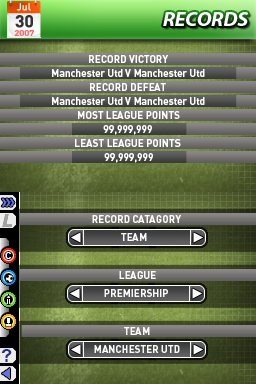 Jul
30
2007
RECORDS
RECORD VICTORY
Manchester Utd V Manchester Utd
RECORD DEFEAT
Manchester Utd V Manchester Utd
MOST LEAGUE POINTS
99,999,999
LEAST LEAGUE POINTS
99,999,999
RECORD CATAGORY
TEAM
LEAGUE
PREMIERSHIP
TEAM
MANCHESTER UTD
L
C
?